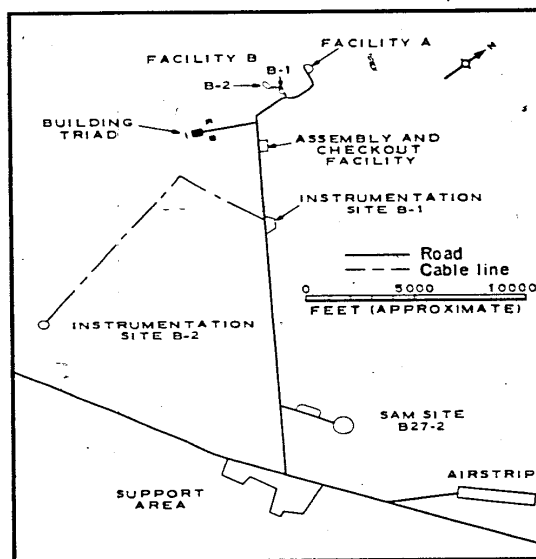 FACILITY A
FACILITY B
B-1
B-2
N
BUILDING
TRIAD
ASSEMBLY AND
CHECKOUT
FACILITY
INSTRUMENTATION
SITE B-1
Road
Cable line
0 5000 10000
FEET (APPROXIMATE)
INSTRUMENTATION
SITE B-2
SAM SITE
B27-2
AIRSTRIP
SUPPORT
AREA